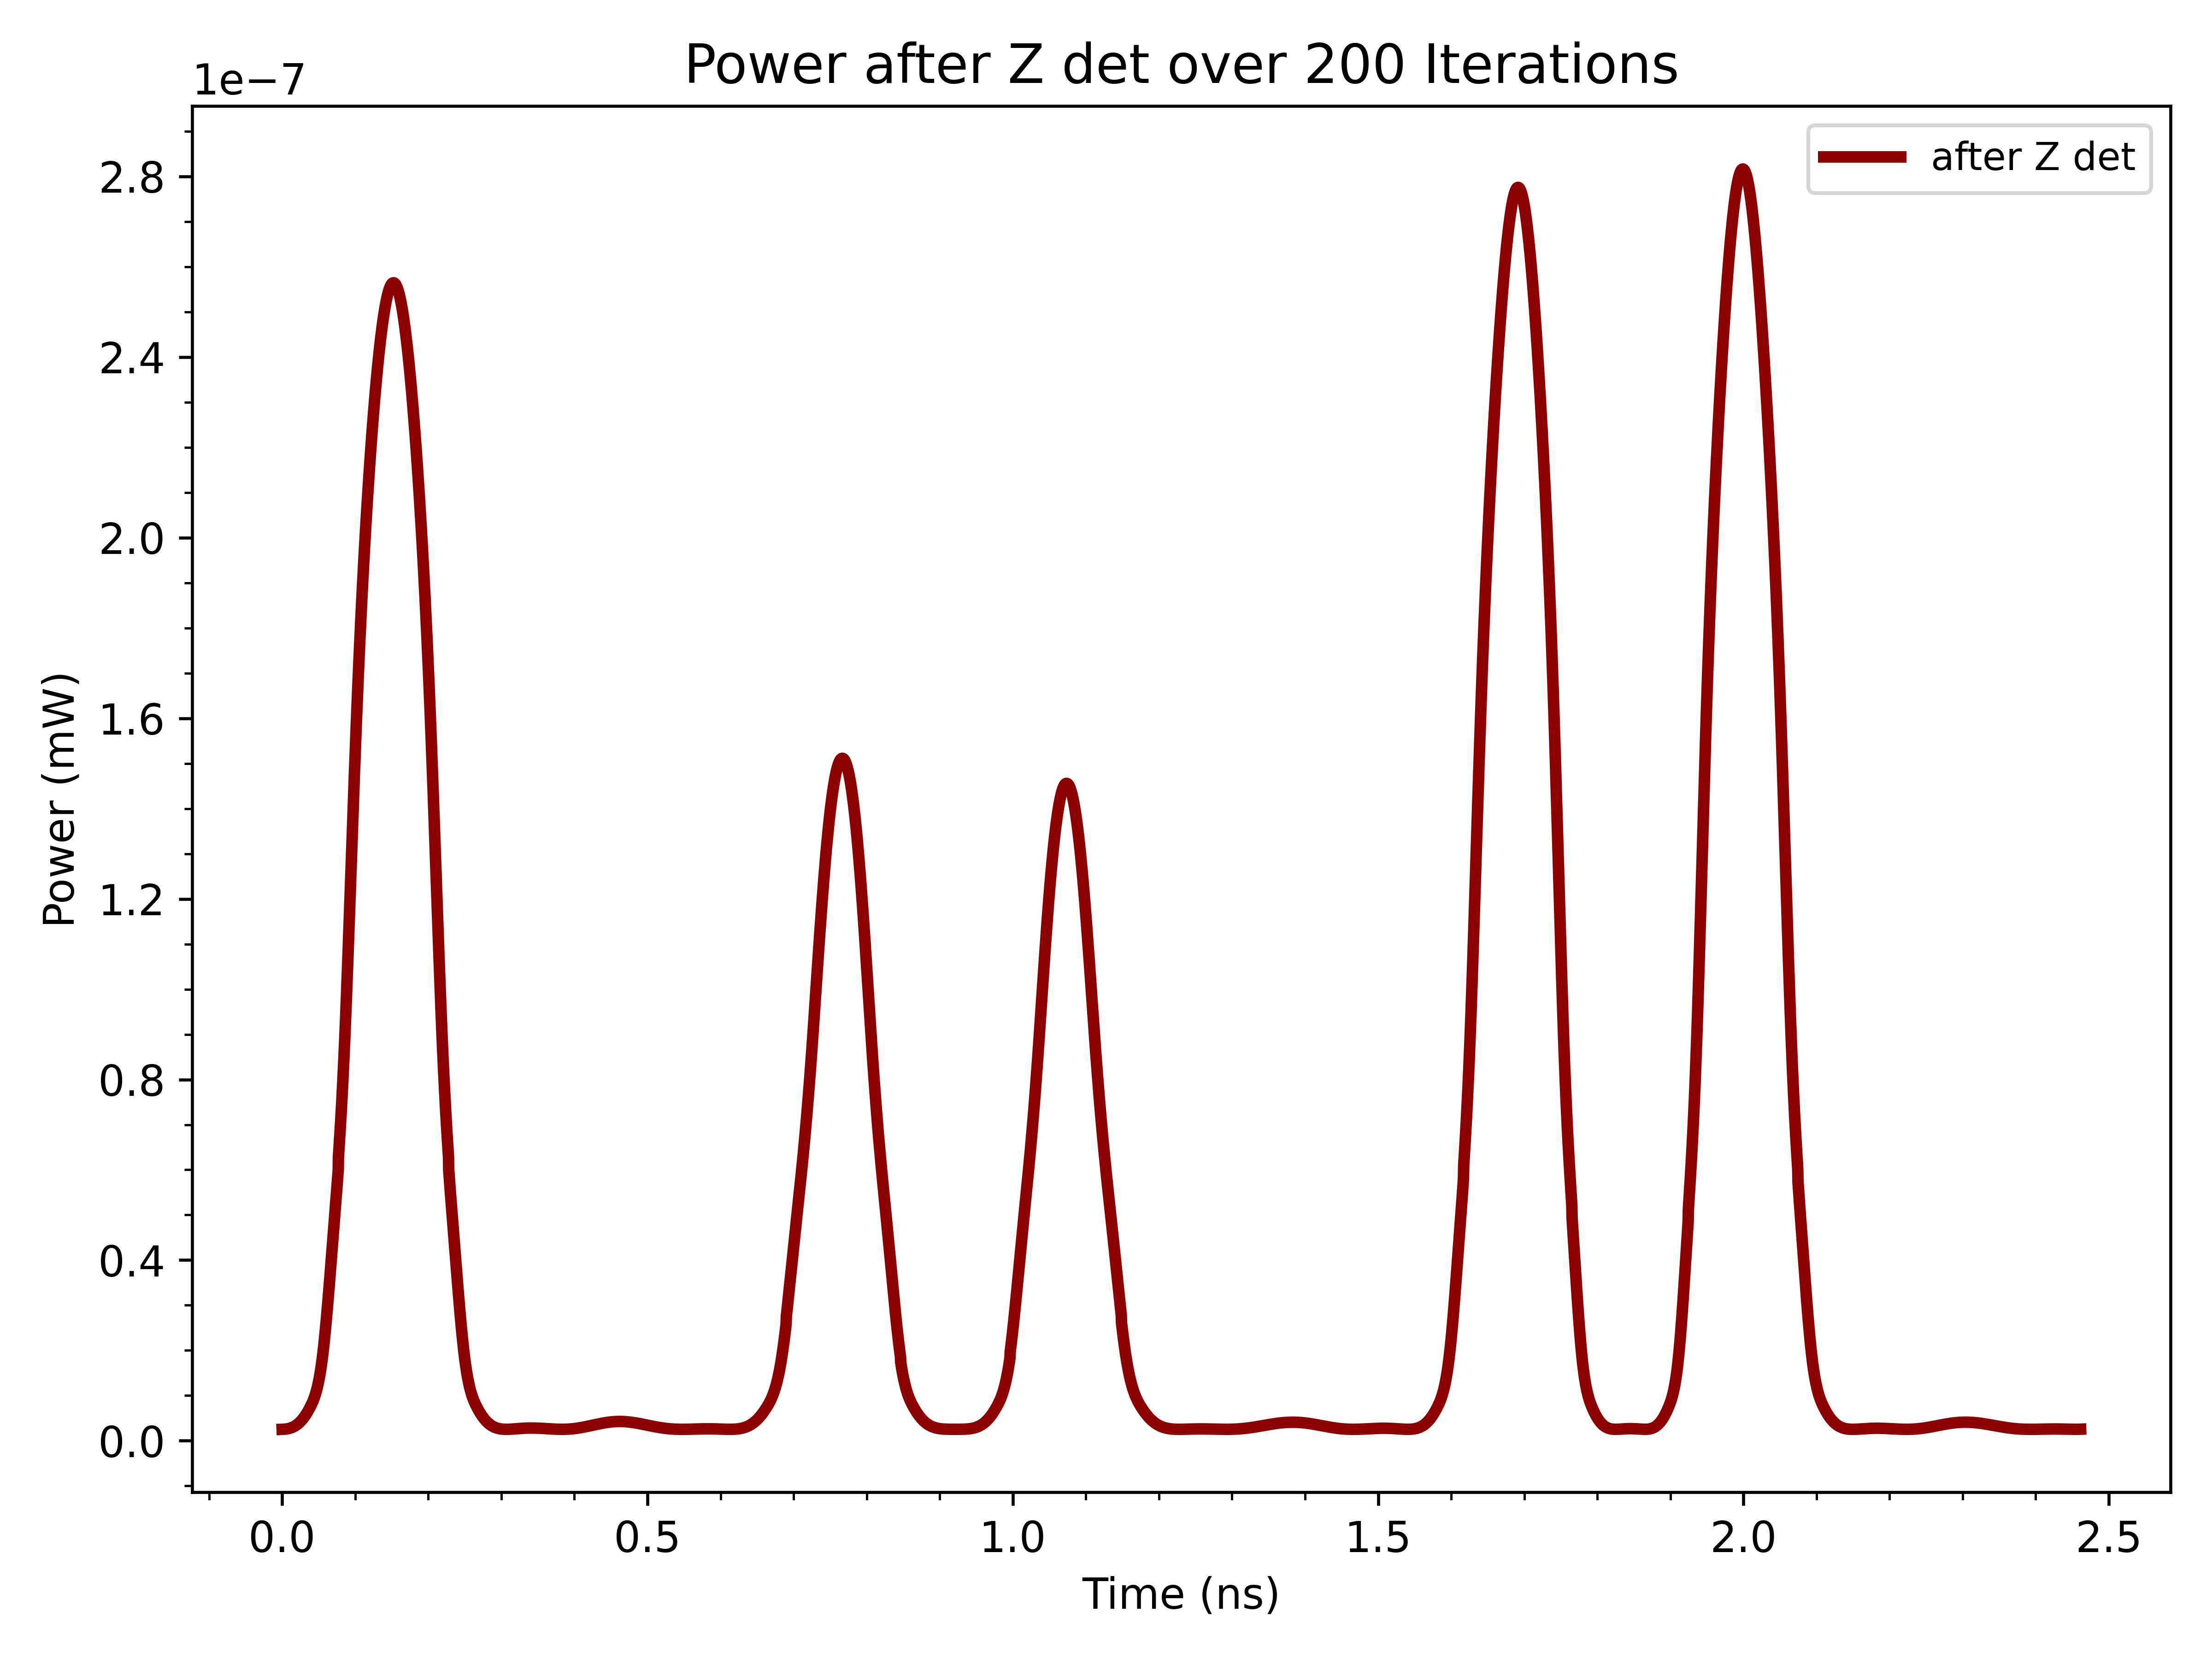 Power after Z det over 200 Iterations
1e−7
after Z det
2.8
2.4
2.0
1.6
1.2
0.8
0.4
0.0
Power (mW)
0.0 0.5 1.0 1.5 2.0 2.5
Time (ns)